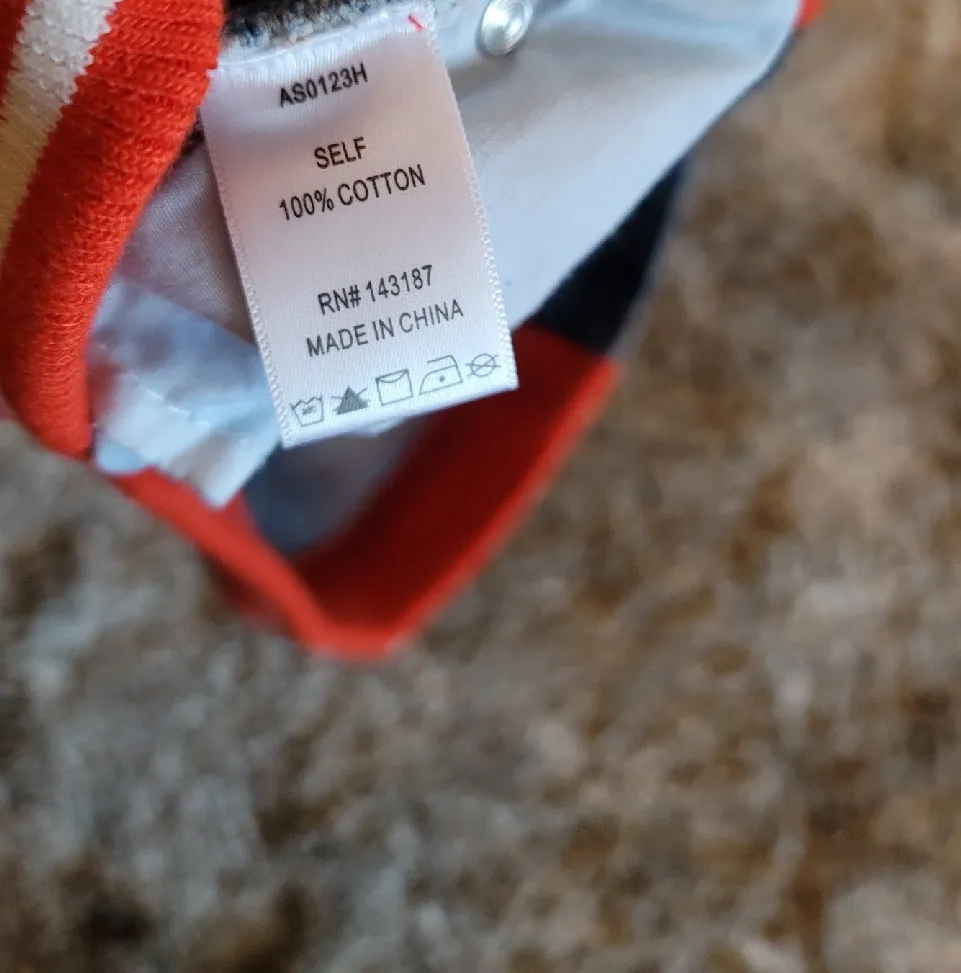 AS0123H
SELF
100% COTTON
RN# 143187
MADE IN CHINA